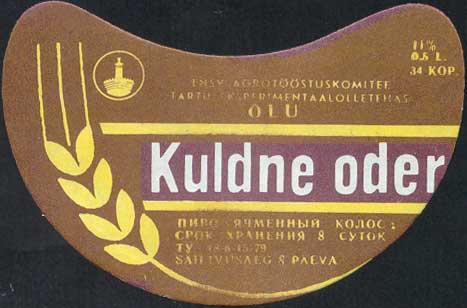 11%
0,5 L.
34 KOP.
ENSV AGROTÖÖSTUSKOMITEE
TARTU EKSPERIMENTAALÕLLETEHAS
ÕLU
Kuldne oder
ПИВО ЯЧМЕННЫЙ КОЛОС;
СРОК ХРАНЕНИЯ 8 СУТОК
ТУ 18-6-15-79
SÄILIVUSAEG 8 PÄEVA